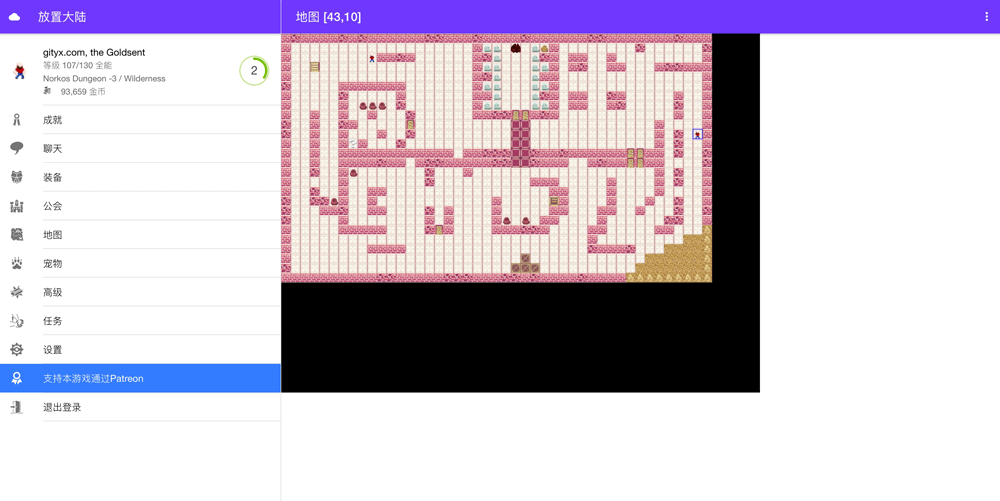 放置大陆
地图 [43,10]
gityx.com, the Goldsent
等级 107/130 全能
Norkos Dungeon -3 / Wilderness
93,659 金币
2
成就
聊天
装备
公会
地图
宠物
高级
任务
设置
支持本游戏通过Patreon
退出登录